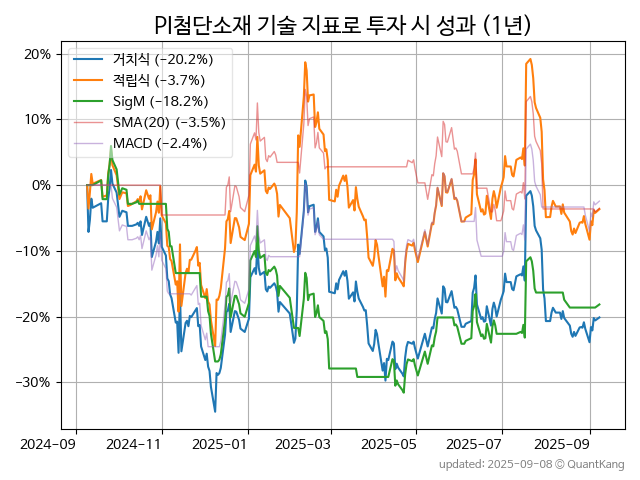 PI첨단소재 기술 지표로 투자 시 성과 (1년)
거치식 (−20.2%)
적립식 (−3.7%)
SigM (−18.2%)
SMA(20) (−3.5%)
MACD (−2.4%)
20%
10%
0%
−10%
−20%
−30%
2024−09 2024−11 2025−01 2025−03 2025−05 2025−07 2025−09
updated: 2025-09-08 ⓒ QuantKang